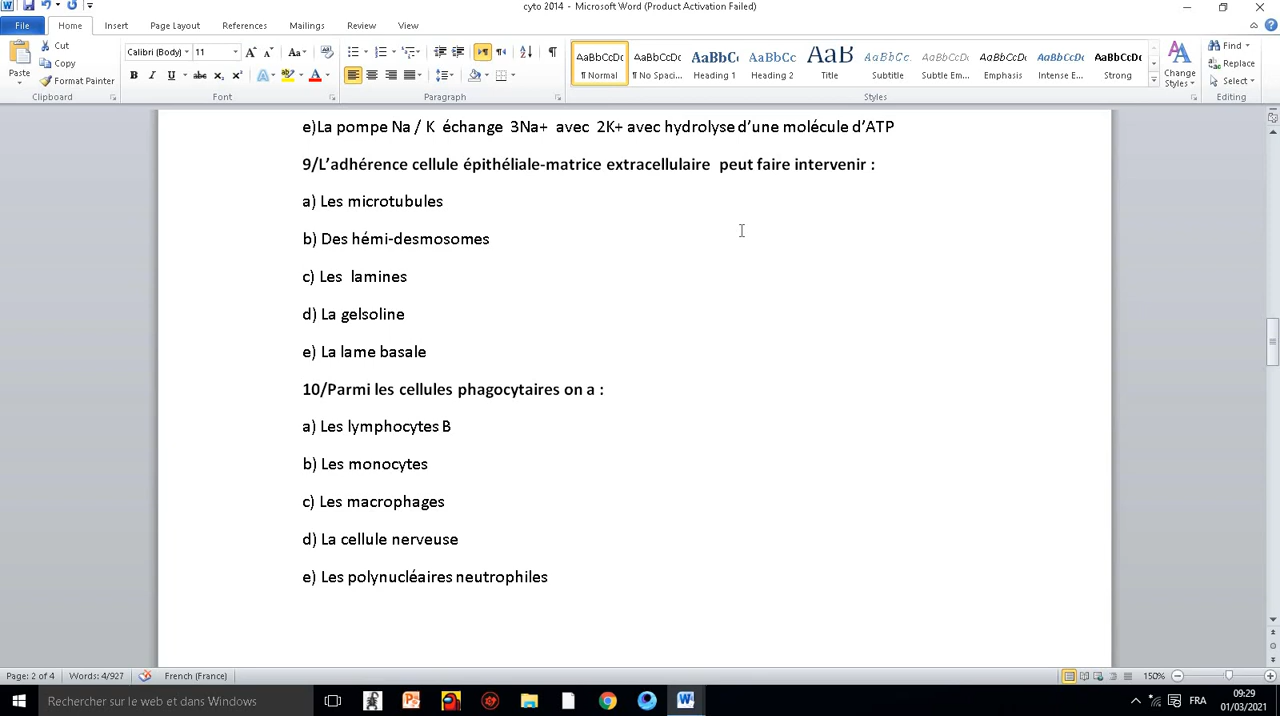 cyto 2014 - Microsoft Word (Product Activation Failed)
File Home Insert Page Layout References Mailings Review View
Paste
Cut
Copy
Format Painter
Clipboard
Calibri (Body) 11
Font
Paragraph
AaBbCcDc AaBbCcDc AaBbC AaBbCc AaB AaBbCc. AaBbCcDc AaBbCcDc AaBbCcDc AaBbCcDc
¶ Normal ¶ No Spaci... Heading 1 Heading 2 Title Subtitle Subtle Em... Emphasis Intense E... Strong
Styles
Change
Styles
Find
Replace
Select
Editing
e)La pompe Na / K échange 3Na+ avec 2K+ avec hydrolyse d’une molécule d’ATP
9/L’adhérence cellule épithéliale-matrice extracellulaire peut faire intervenir :
a) Les microtubules
b) Des hémi-desmosomes
c) Les lamines
d) La gelsoline
e) La lame basale
10/Parmi les cellules phagocytaires on a :
a) Les lymphocytes B
b) Les monocytes
c) Les macrophages
d) La cellule nerveuse
e) Les polynucléaires neutrophiles
Page: 2 of 4 Words: 4/927 French (France) 150%
Rechercher sur le web et dans Windows
FRA
09:29
01/03/2021